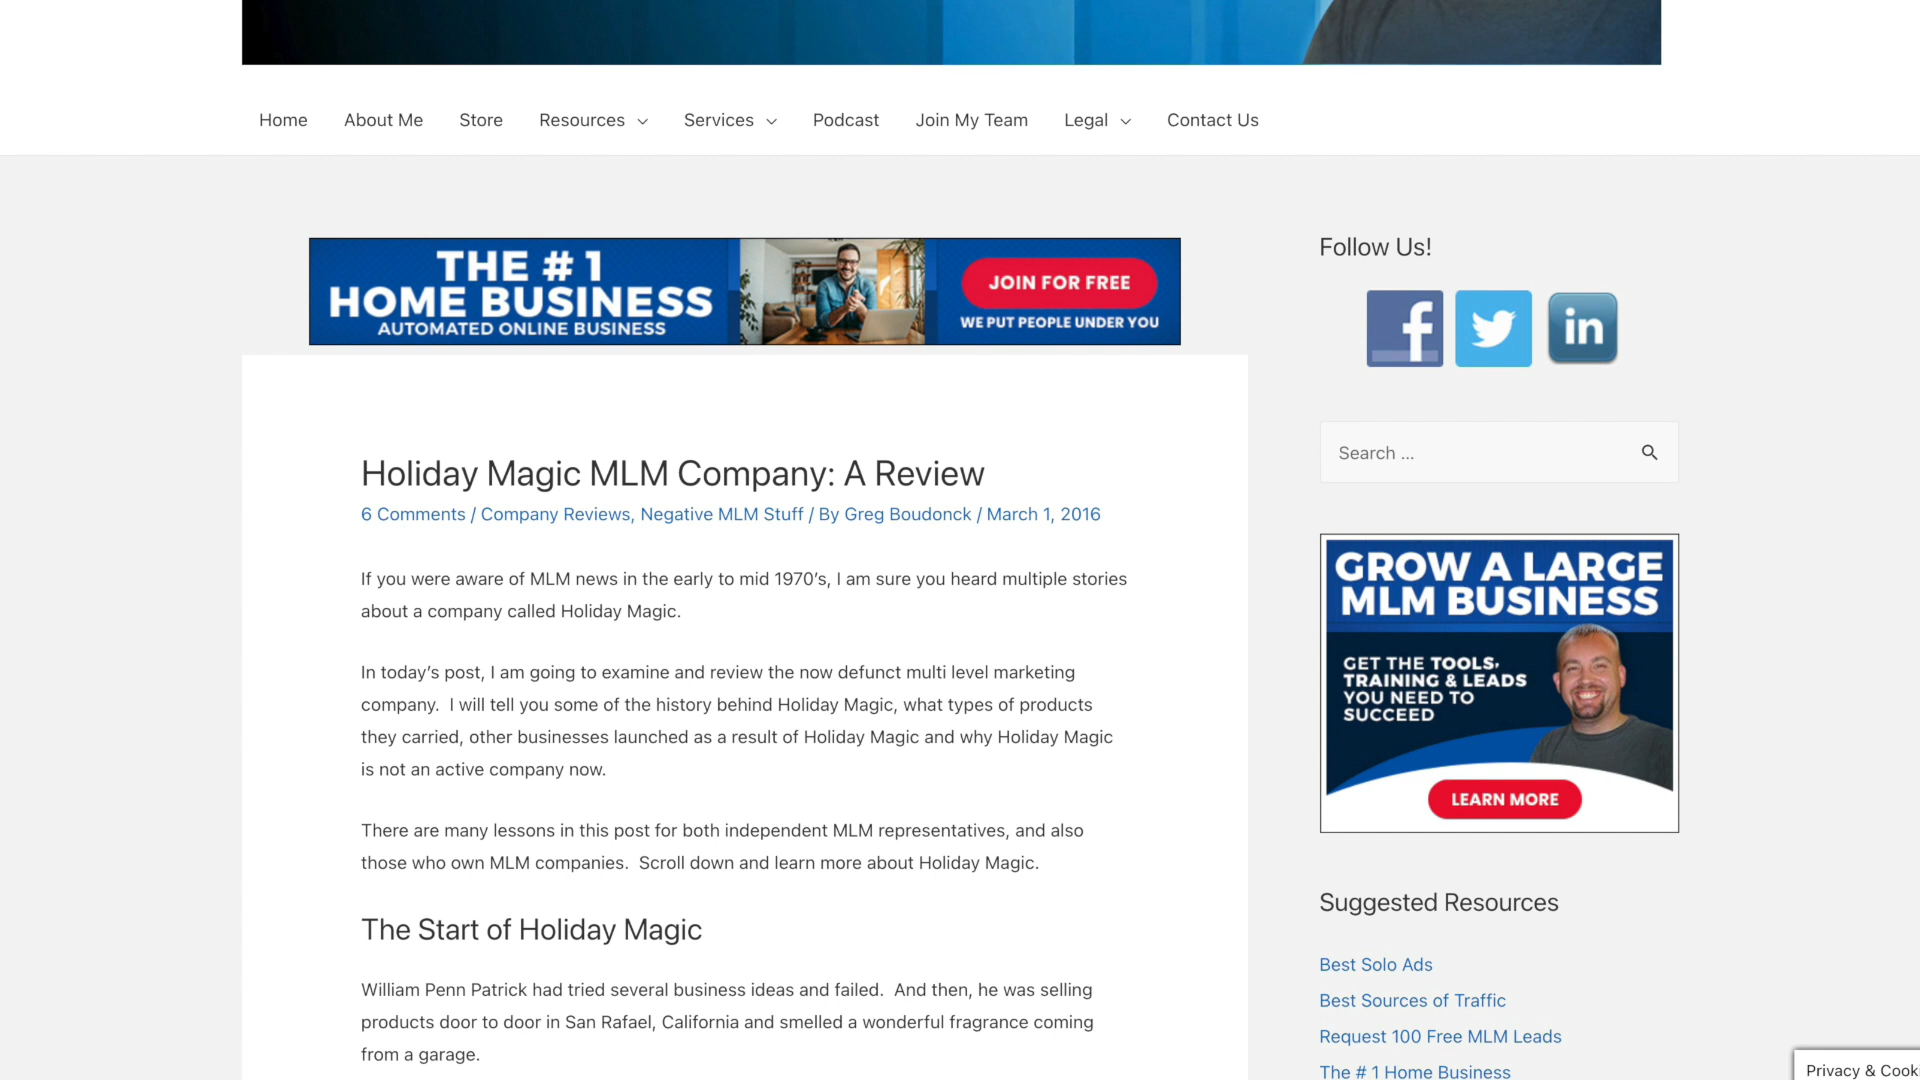 Home About Me Store Resources Services Podcast Join My Team Legal Contact Us
THE #1
HOME BUSINESS
AUTOMATED ONLINE BUSINESS
JOIN FOR FREE
WE PUT PEOPLE UNDER YOU
Holiday Magic MLM Company: A Review
6 Comments / Company Reviews, Negative MLM Stuff / By Greg Boudonck / March 1, 2016
If you were aware of MLM news in the early to mid 1970’s, I am sure you heard multiple stories
about a company called Holiday Magic.
In today’s post, I am going to examine and review the now defunct multi level marketing
company.  I will tell you some of the history behind Holiday Magic, what types of products
they carried, other businesses launched as a result of Holiday Magic and why Holiday Magic
is not an active company now.
There are many lessons in this post for both independent MLM representatives, and also
those who own MLM companies.  Scroll down and learn more about Holiday Magic.
The Start of Holiday Magic
William Penn Patrick had tried several business ideas and failed.  And then, he was selling
products door to door in San Rafael, California and smelled a wonderful fragrance coming
from a garage.
Follow Us!
f
in
Search ...
GROW A LARGE
MLM BUSINESS
GET THE TOOLS,
TRAINING & LEADS
YOU NEED TO
SUCCEED
LEARN MORE
Suggested Resources
Best Solo Ads
Best Sources of Traffic
Request 100 Free MLM Leads
The # 1 Home Business
Privacy & Cook